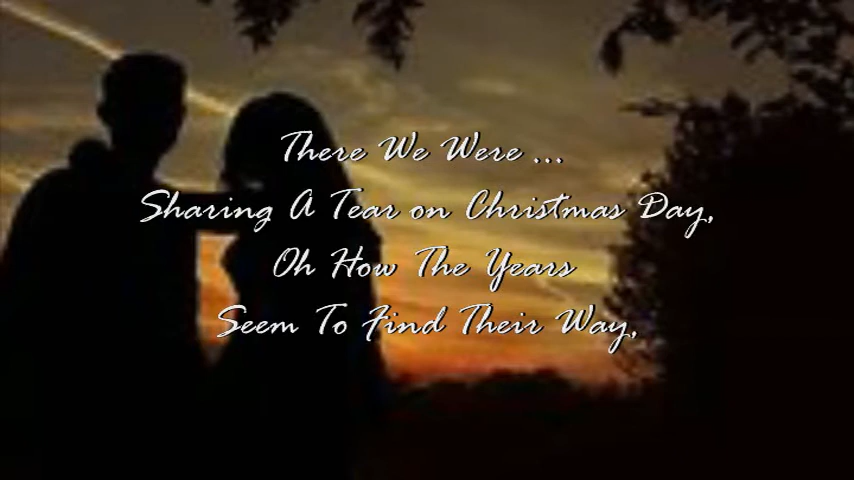 There We Were ...
Sharing A Tear on Christmas Day,
Oh How The Years
Seem To Find Their Way,